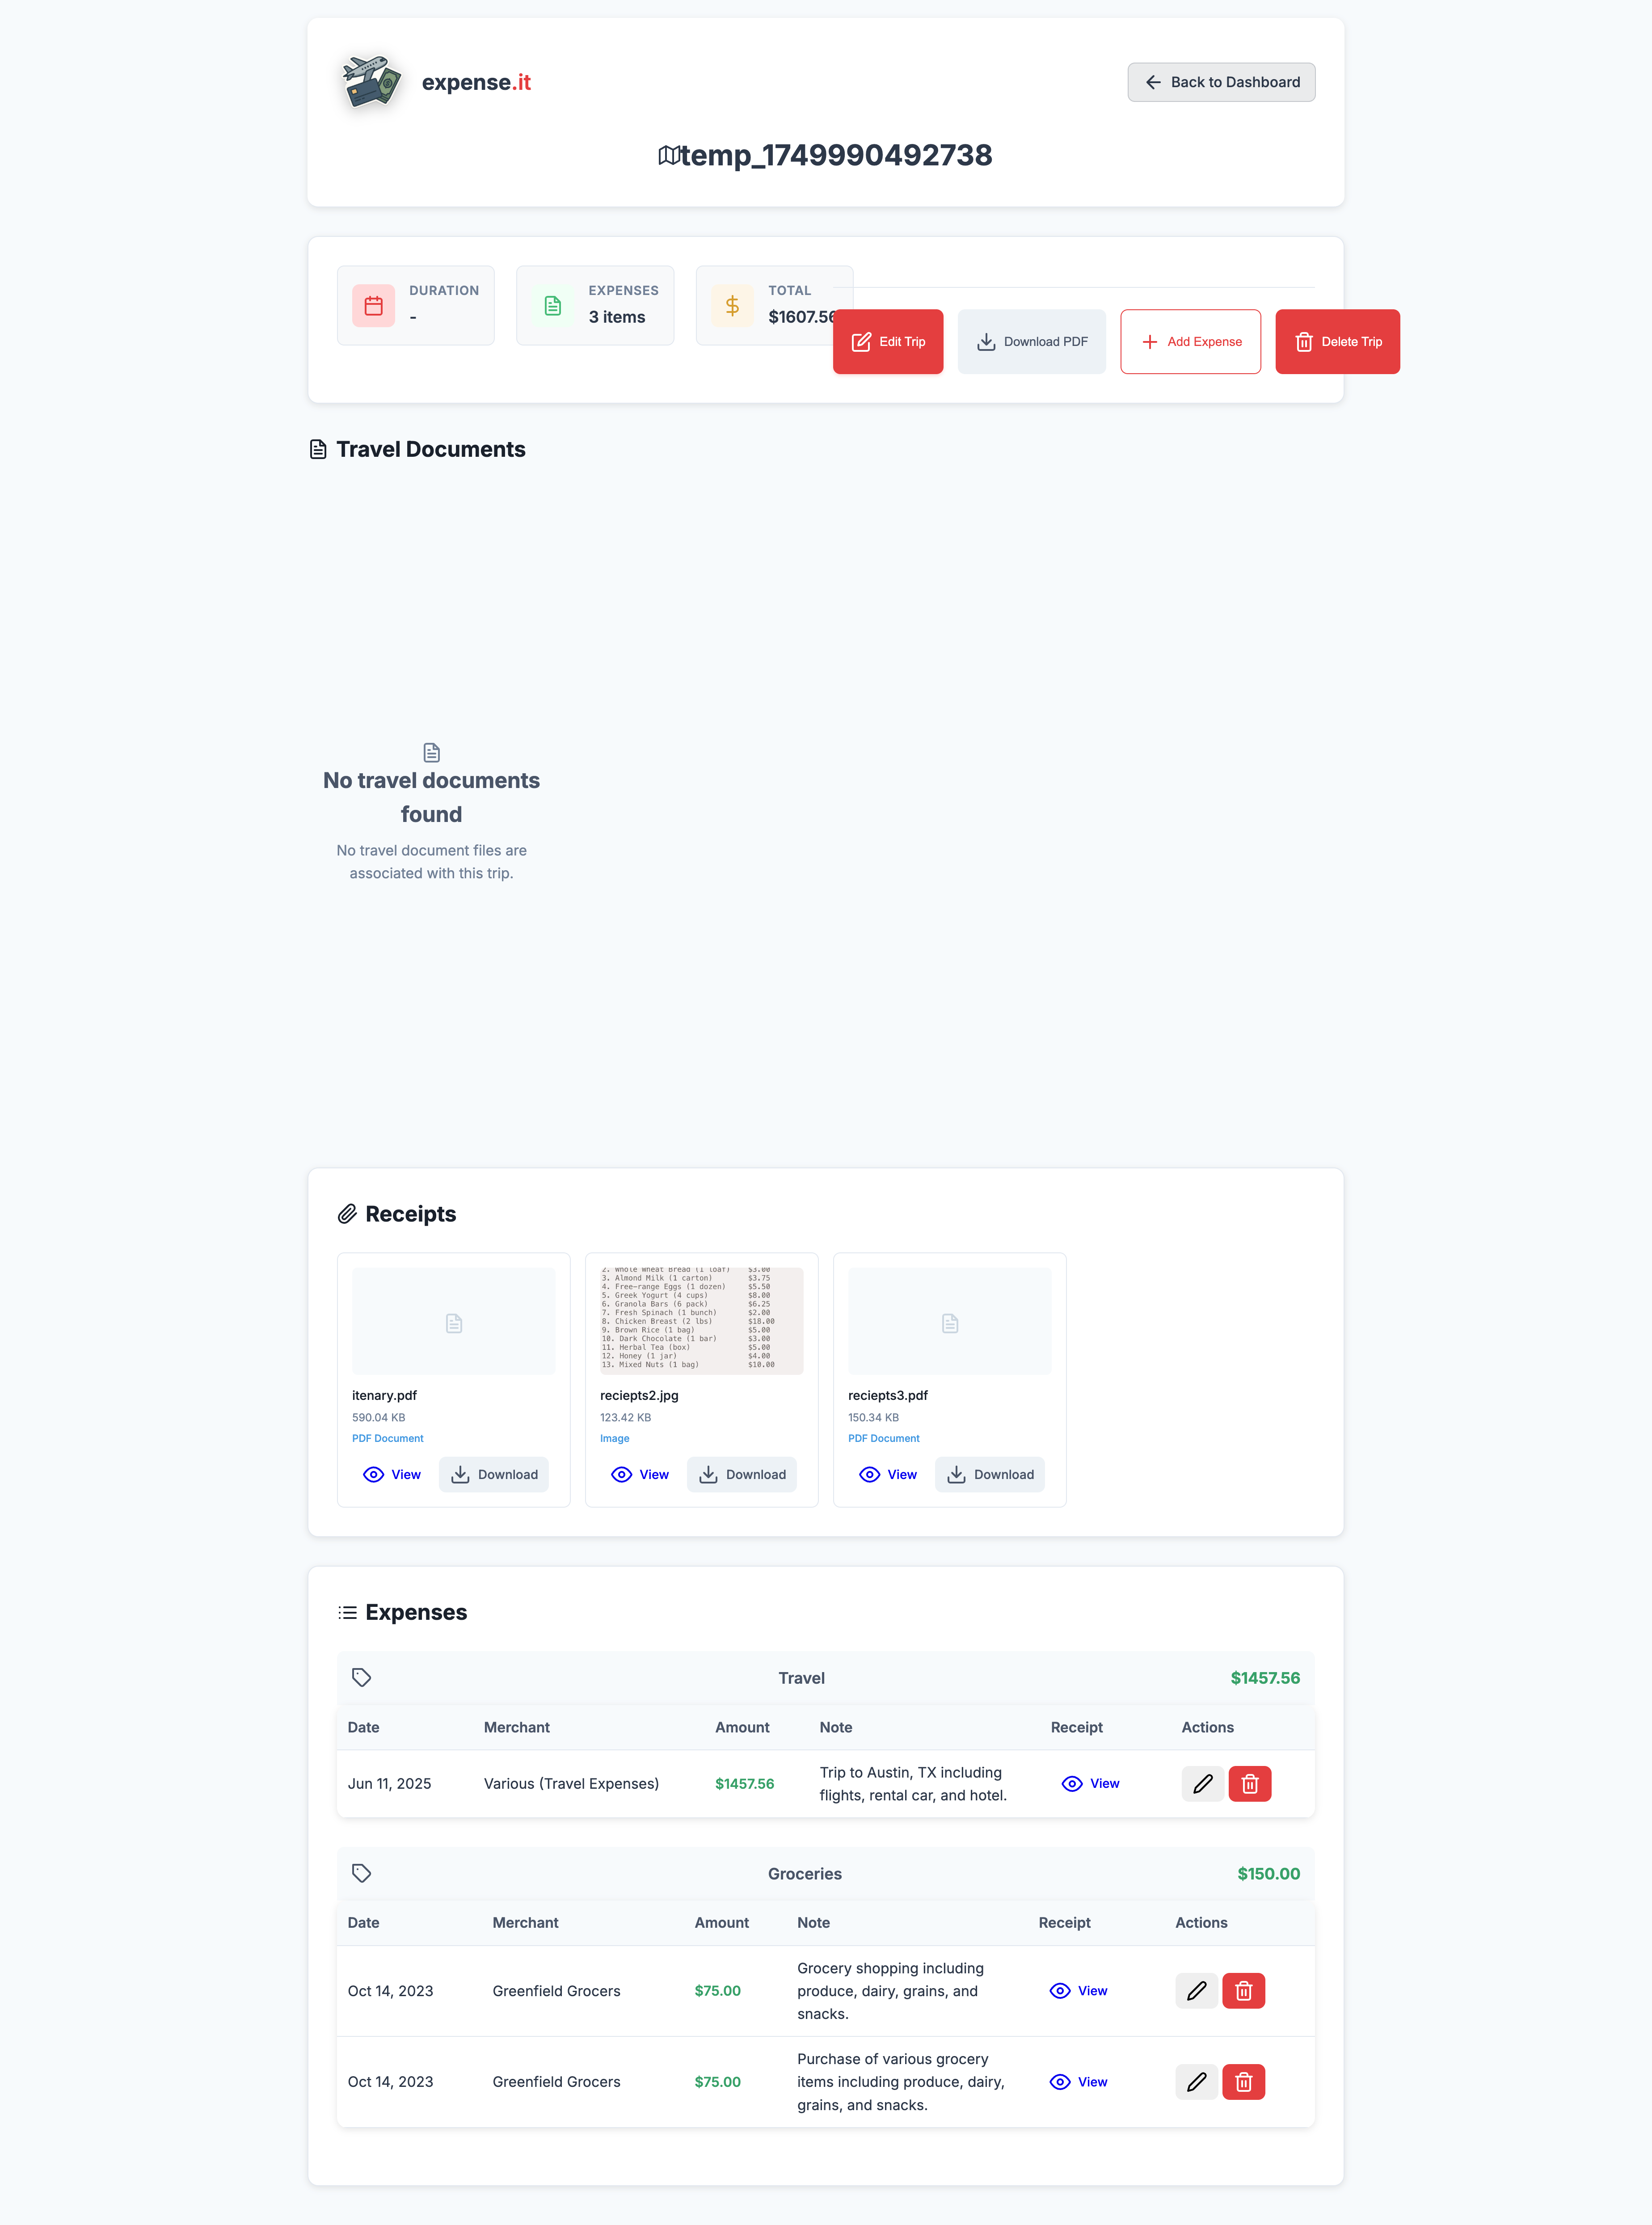 expense.it
Back to Dashboard
temp_1749990492738
DURATION
-
EXPENSES
3 items
TOTAL
$1607.56
Edit Trip
Download PDF
Add Expense
Delete Trip
Travel Documents
No travel documents
found
No travel document files are
associated with this trip.
Receipts
2. Whole Wheat Bread (1 loaf) $3.00
3. Almond Milk (1 carton) $3.75
4. Free-range Eggs (1 dozen) $5.50
5. Greek Yogurt (4 cups) $8.00
6. Granola Bars (6 pack) $6.25
7. Fresh Spinach (1 bunch) $2.00
8. Chicken Breast (2 lbs) $18.00
9. Brown Rice (1 bag) $5.00
10. Dark Chocolate (1 bar) $3.00
11. Herbal Tea (box) $5.00
12. Honey (1 jar) $4.00
13. Mixed Nuts (1 bag) $10.00
itenary.pdf
590.04 KB
PDF Document
View Download
reciepts2.jpg
123.42 KB
Image
View Download
reciepts3.pdf
150.34 KB
PDF Document
View Download
Expenses
Travel $1457.56
Date Merchant Amount Note Receipt Actions
Jun 11, 2025 Various (Travel Expenses) $1457.56 Trip to Austin, TX including
flights, rental car, and hotel. View
Groceries $150.00
Date Merchant Amount Note Receipt Actions
Oct 14, 2023 Greenfield Grocers $75.00 Grocery shopping including
produce, dairy, grains, and
snacks. View
Oct 14, 2023 Greenfield Grocers $75.00 Purchase of various grocery
items including produce, dairy,
grains, and snacks. View